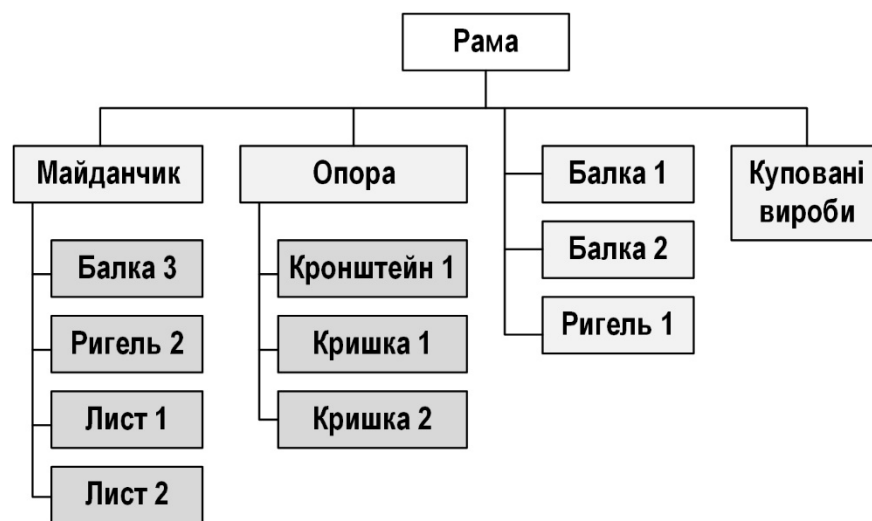 Рама
Майданчик
Балка 3
Ригель 2
Лист 1
Лист 2
Опора
Кронштейн 1
Кришка 1
Кришка 2
Балка 1
Балка 2
Ригель 1
Куповані
вироби